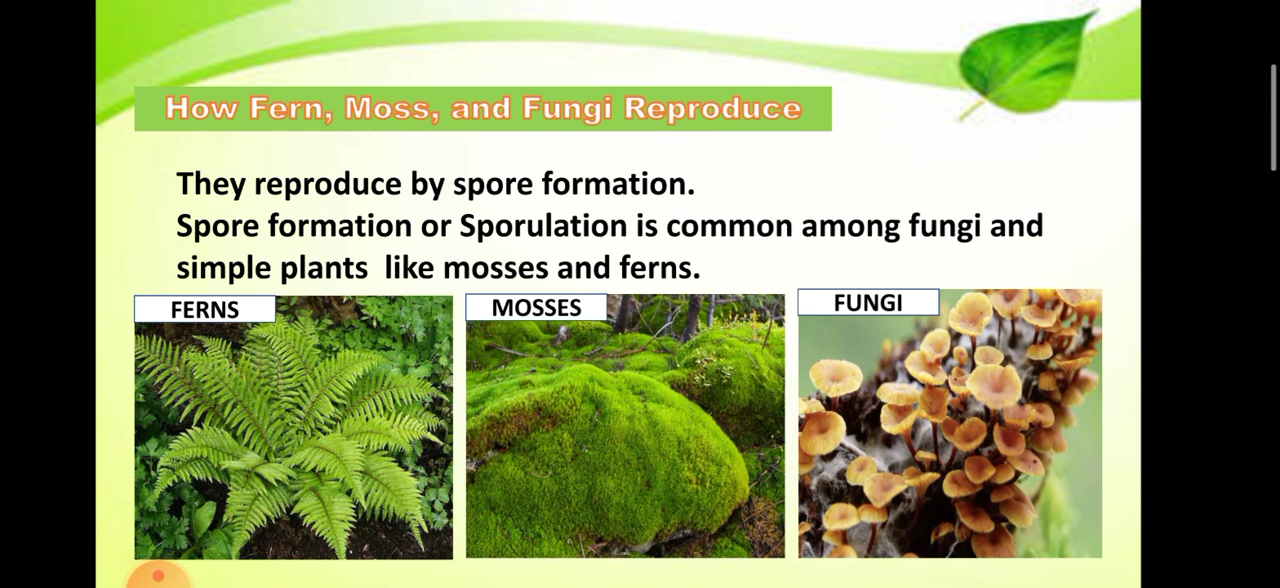 How Fern, Moss, and Fungi Reproduce
They reproduce by spore formation.
Spore formation or Sporulation is common among fungi and
simple plants  like mosses and ferns.
FERNS
MOSSES
FUNGI